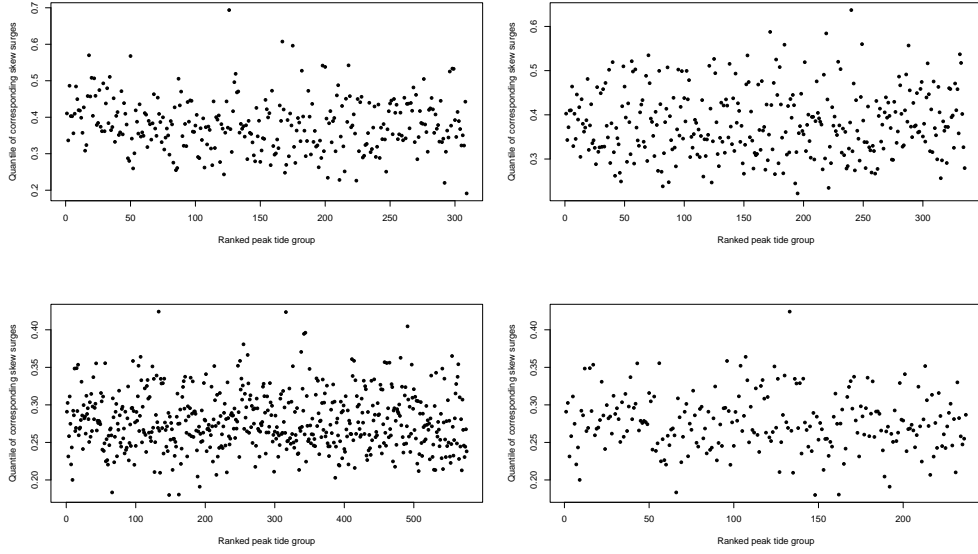 Quantile of corresponding skew surges
0.7
0.6
0.5
0.4
0.3
0.2
0 50 100 150 200 250 300
Ranked peak tide group
Quantile of corresponding skew surges
0.6
0.5
0.4
0.3
0 50 100 150 200 250 300
Ranked peak tide group
Quantile of corresponding skew surges
0.40
0.35
0.30
0.25
0.20
0 100 200 300 400 500
Ranked peak tide group
Quantile of corresponding skew surges
0.40
0.35
0.30
0.25
0.20
0 50 100 150 200
Ranked peak tide group